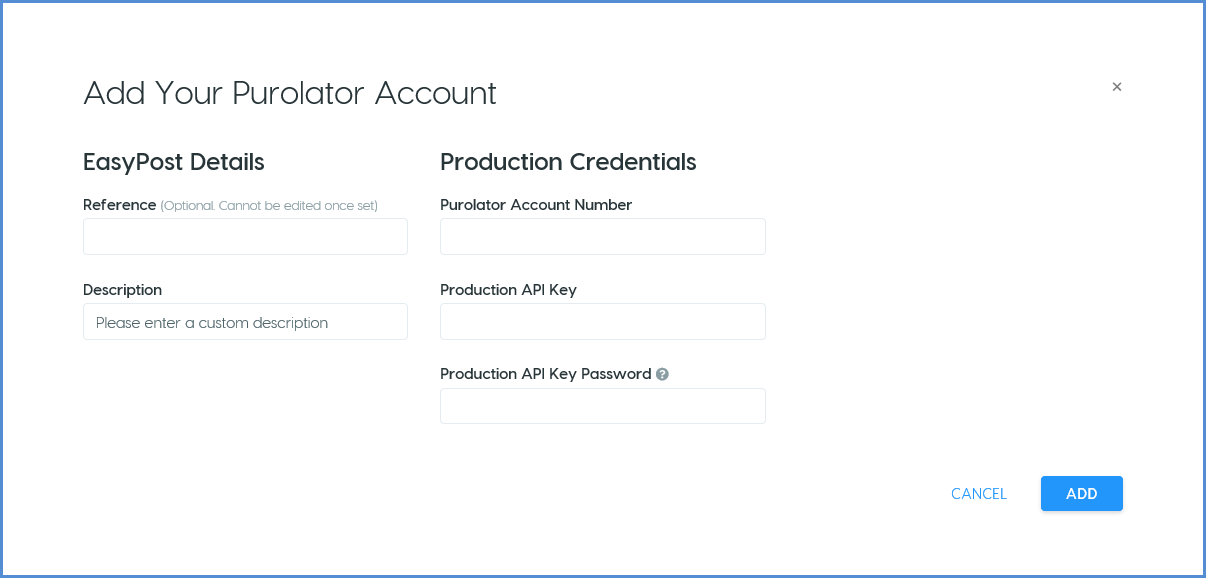 Add Your Purolator Account
×
EasyPost Details
Reference (Optional. Cannot be edited once set)
Description
Please enter a custom description
Production Credentials
Purolator Account Number
Production API Key
Production API Key Password ?
CANCEL
ADD